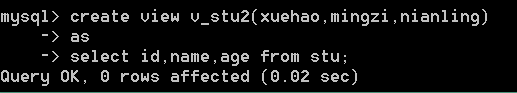 mysql> create view v_stu2(xuehao,mingzi,nianling)
-> as
-> select id,name,age from stu;
Query OK, 0 rows affected (0.02 sec)